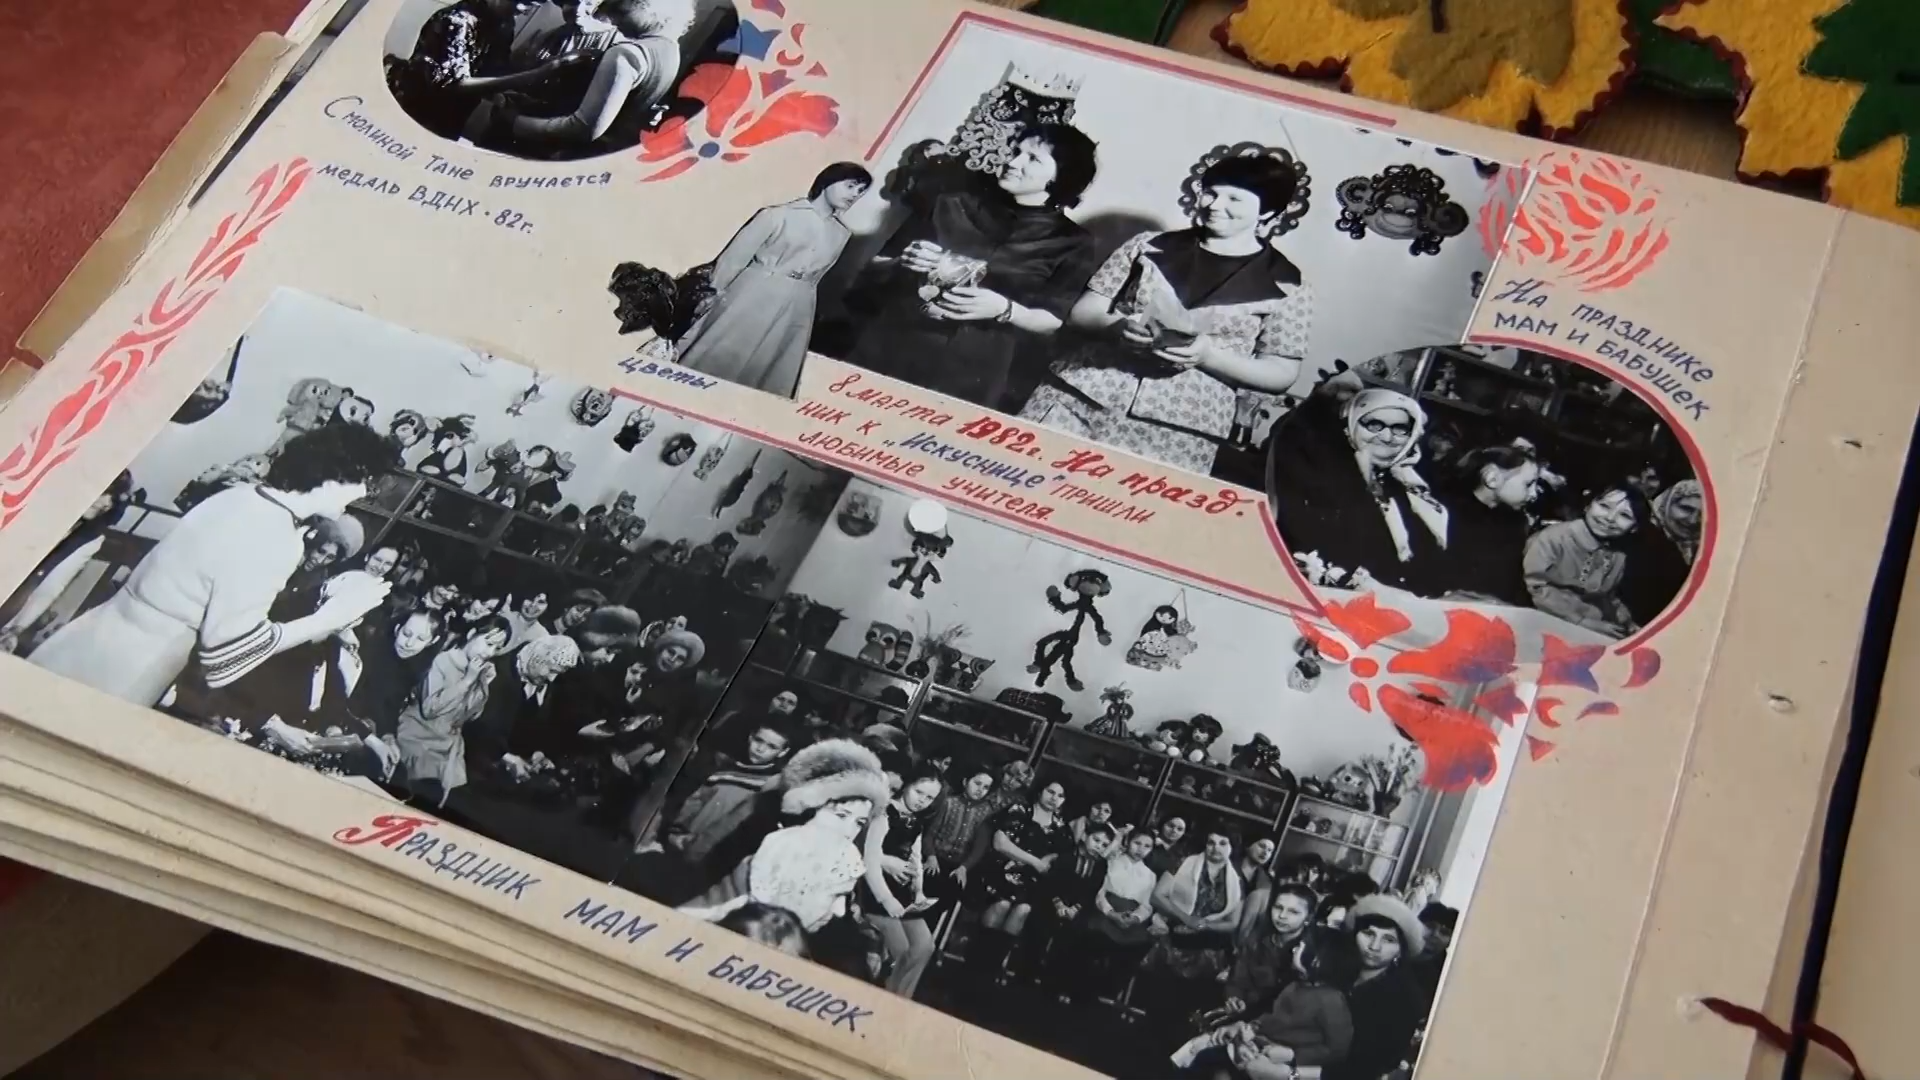 Смолиной Тане вручается
медаль ВДНХ · 82г.
Цветы
8 марта 1982г. На празд.
ник к „Искуснице" пришли
любимые учителя.
На празднике
мам и бабушек
Праздник мам и бабушек.